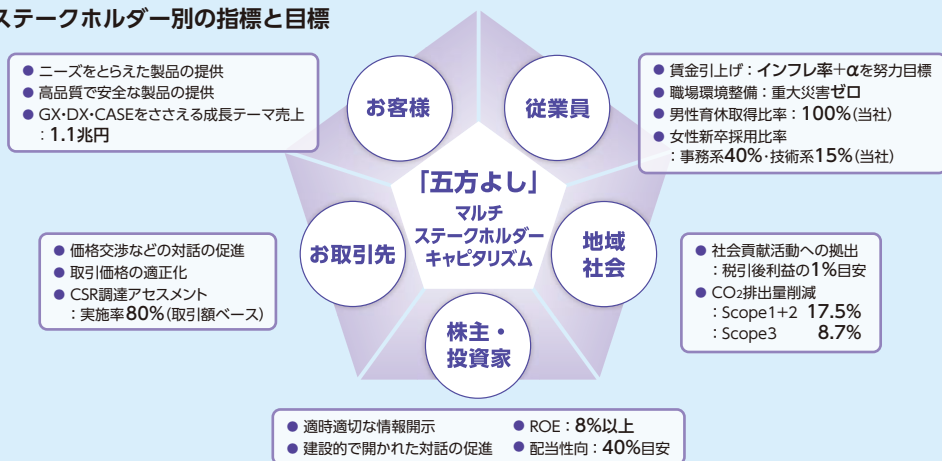 ステークホルダー別の指標と目標
● ニーズをとらえた製品の提供
● 高品質で安全な製品の提供
● GX・DX・CASEをささえる成長テーマ売上
：1.1兆円
お客様
従業員
● 賃金引上げ：インフレ率+αを努力目標
● 職場環境整備：重大災害ゼロ
● 男性育休取得比率：100%(当社)
● 女性新卒採用比率
：事務系40%・技術系15%(当社)
「五方よし」
マルチ
ステークホルダー
キャピタリズム
● 価格交渉などの対話の促進
● 取引価格の適正化
● CSR調達アセスメント
：実施率80%(取引額ベース)
お取引先
地域
社会
● 社会貢献活動への拠出
：税引後利益の1%目安
● CO₂排出量削減
：Scope1+2 17.5%
：Scope3 8.7%
株主・
投資家
● 適時適切な情報開示
● 建設的で開かれた対話の促進
● ROE：8%以上
● 配当性向：40%目安